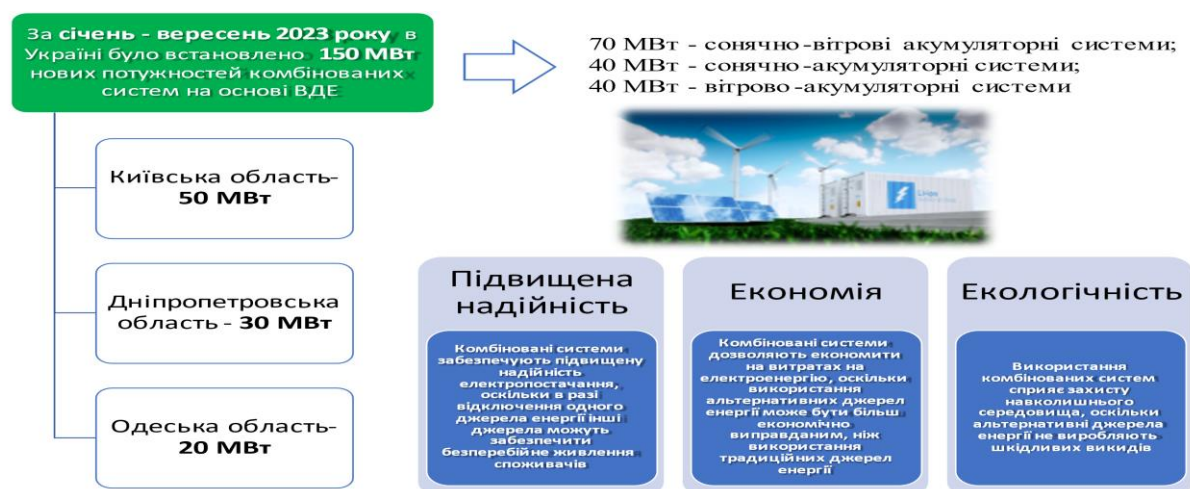 За січень - вересень 2023 року в
Україні було встановлено 150 МВт
нових потужностей комбінованих
систем на основі ВДЕ
70 МВт - сонячно-вітрові акумуляторні системи;
40 МВт - сонячно-акумуляторні системи;
40 МВт - вітрово-акумуляторні системи
Київська область-
50 МВт
Дніпропетровська
область - 30 МВт
Одеська область-
20 МВт
Підвищена
надійність
Комбіновані системи
забезпечують підвищену
надійність
електропостачання,
оскільки в разі
відключення одного
джерела енергії інші
джерела можуть
забезпечити
безперебійне живлення
споживачів
Економія
Комбіновані системи
дозволяють економити
на витратах на
електроенергію, оскільки
використання
альтернативних джерел
енергії може бути більш
економічно
виправданим, ніж
використання
традиційних джерел
енергії
Екологічність
Використання
комбінованих систем
сприяє захисту
навколишнього
середовища, оскільки
альтернативні джерела
енергії не виробляють
шкідливих викидів